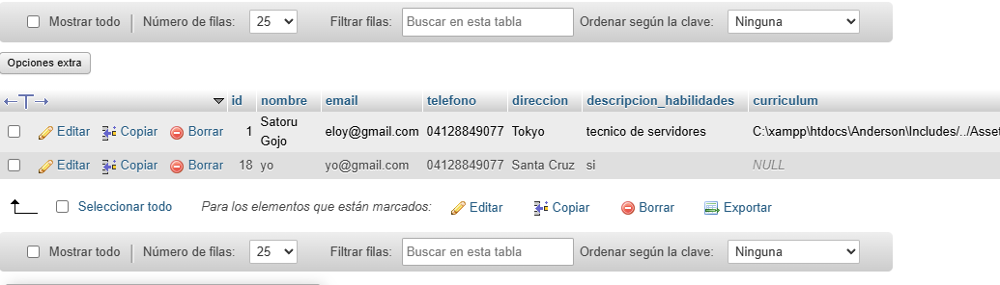 Mostrar todo Número de filas: 25 Filtrar filas: Buscar en esta tabla Ordenar según la clave: Ninguna
Opciones extra
←T→ id nombre email telefono direccion descripcion_habilidades curriculum
Editar Copiar Borrar 1 Satoru Gojo eloy@gmail.com 04128849077 Tokyo tecnico de servidores C:\xampp\htdocs\Anderson\Includes/../Asset
Editar Copiar Borrar 18 yo yo@gmail.com 04128849077 Santa Cruz si NULL
Seleccionar todo Para los elementos que están marcados: Editar Copiar Borrar Exportar
Mostrar todo Número de filas: 25 Filtrar filas: Buscar en esta tabla Ordenar según la clave: Ninguna